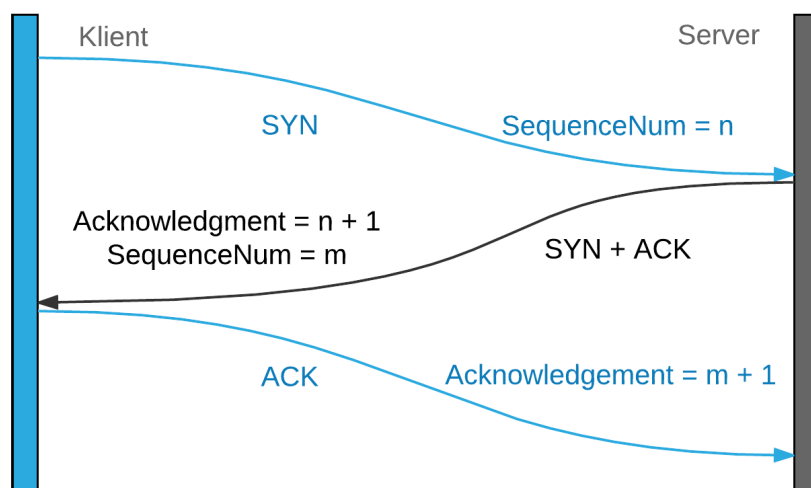 Klient
Server
SYN
SequenceNum = n
Acknowledgment = n + 1
SequenceNum = m
SYN + ACK
ACK
Acknowledgement = m + 1